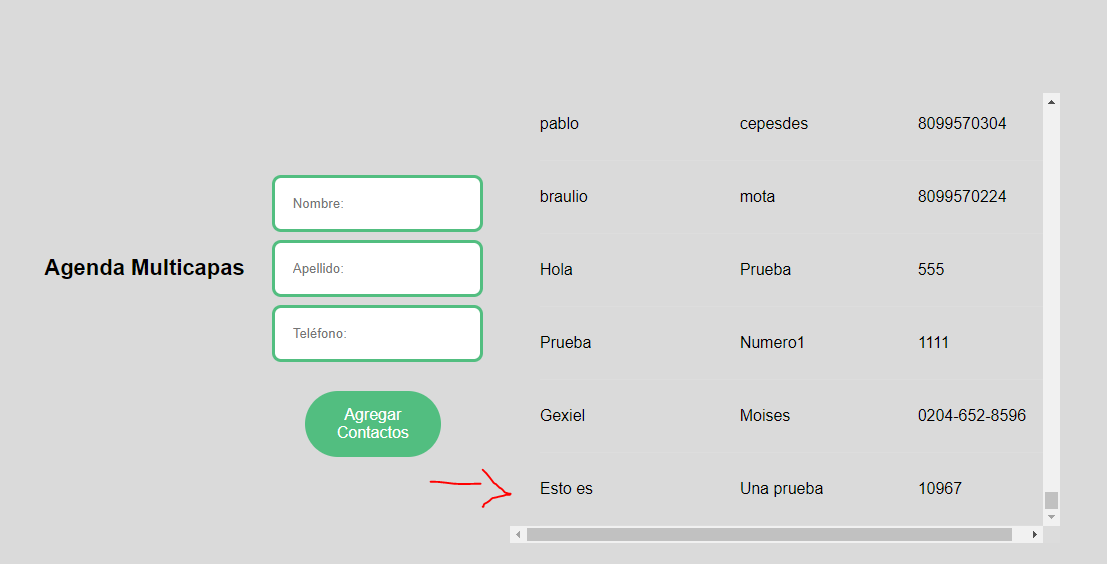 Agenda Multicapas
Nombre:
Apellido:
Teléfono:
Agregar
Contactos
pablo cepesdes 8099570304
braulio mota 8099570224
Hola Prueba 555
Prueba Numero1 1111
Gexiel Moises 0204-652-8596
Esto es Una prueba 10967